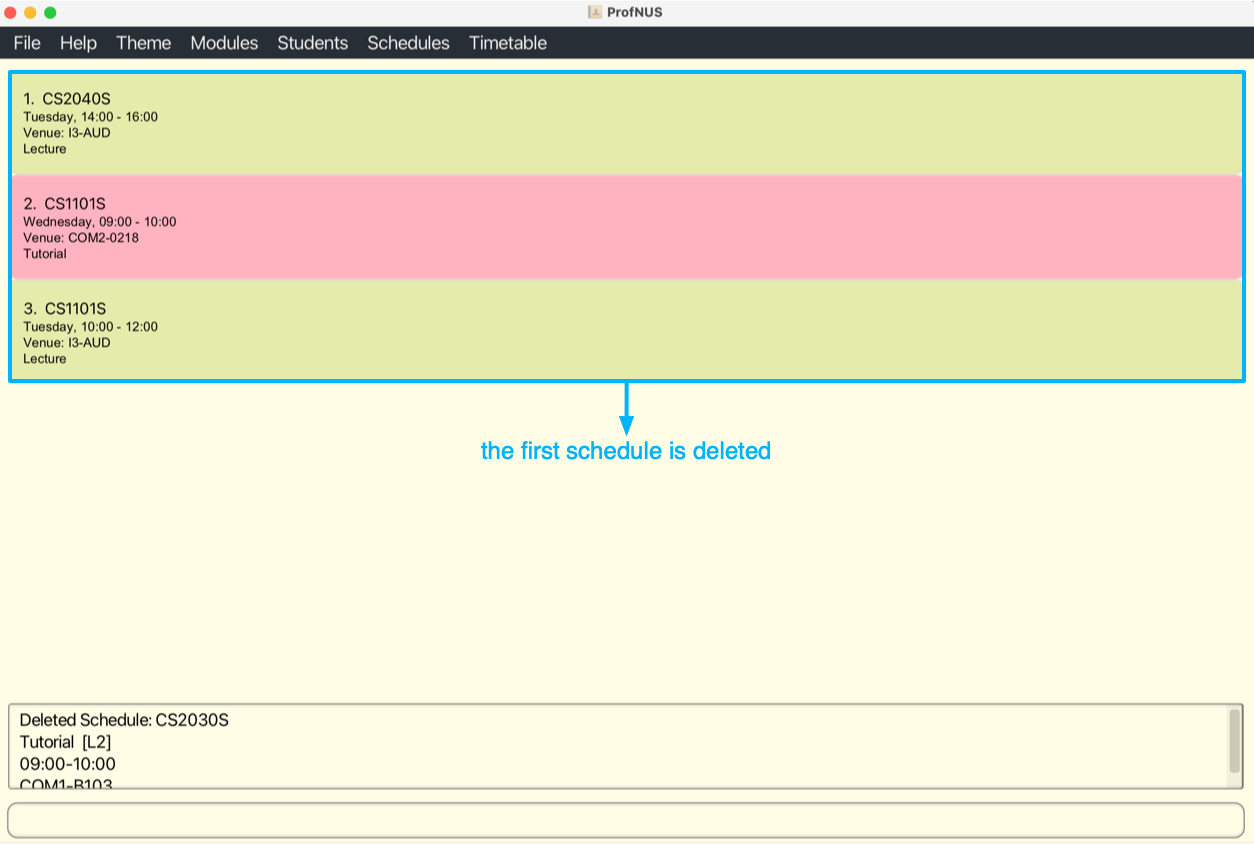 ProfNUS
File Help Theme Modules Students Schedules Timetable
1. CS2040S
Tuesday, 14:00 - 16:00
Venue: I3-AUD
Lecture
2. CS1101S
Wednesday, 09:00 - 10:00
Venue: COM2-0218
Tutorial
3. CS1101S
Tuesday, 10:00 - 12:00
Venue: I3-AUD
Lecture
the first schedule is deleted
Deleted Schedule: CS2030S
Tutorial [L2]
09:00-10:00
COM1-B103